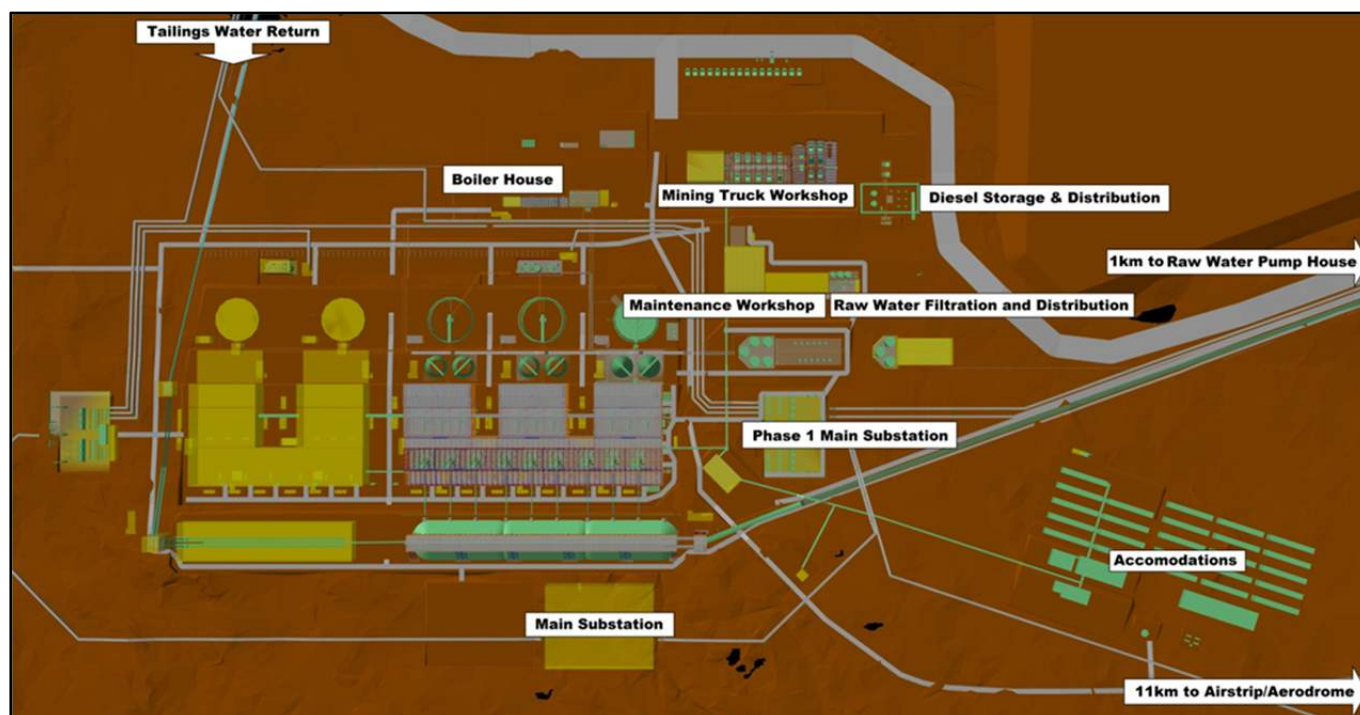 Tailings Water Return
Boiler House
Mining Truck Workshop
Diesel Storage & Distribution
1km to Raw Water Pump House
Maintenance Workshop
Raw Water Filtration and Distribution
Phase 1 Main Substation
Accomodations
Main Substation
11km to Airstrip/Aerodrome